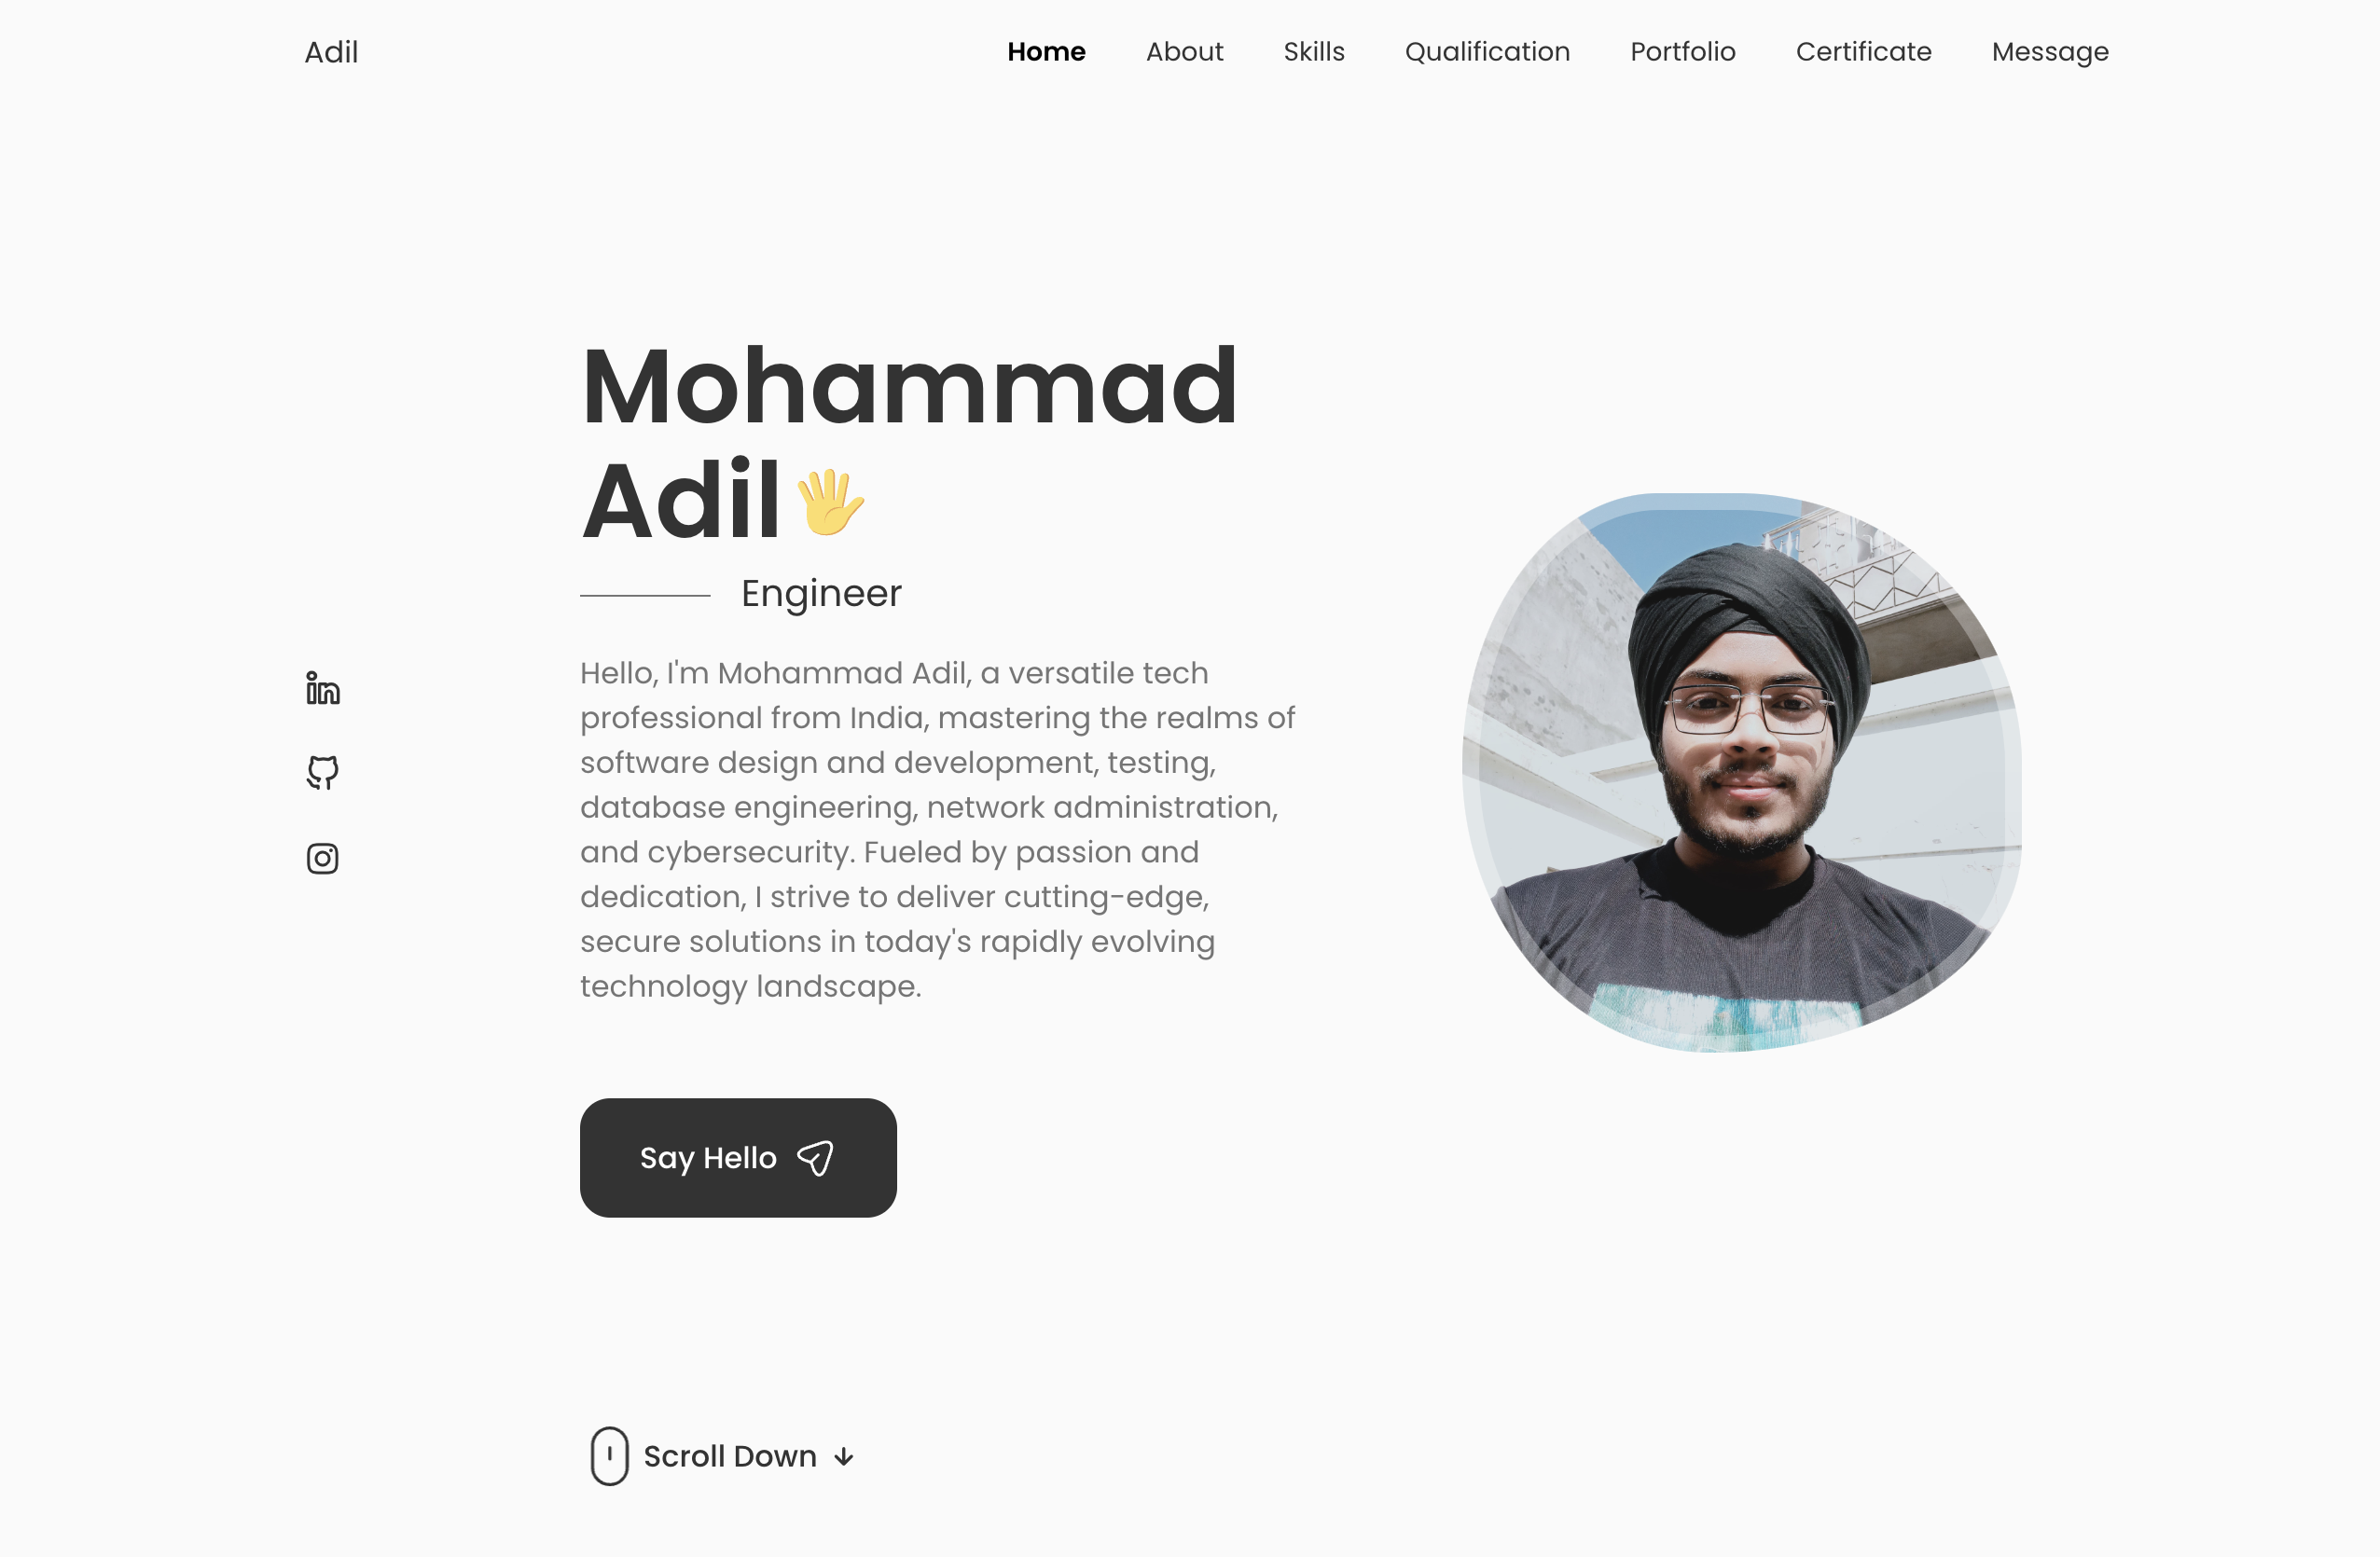 Adil
Home About Skills Qualification Portfolio Certificate Message
Mohammad
Adil
Engineer
Hello, I'm Mohammad Adil, a versatile tech
professional from India, mastering the realms of
software design and development, testing,
database engineering, network administration,
and cybersecurity. Fueled by passion and
dedication, I strive to deliver cutting-edge,
secure solutions in today's rapidly evolving
technology landscape.
Say Hello
Scroll Down